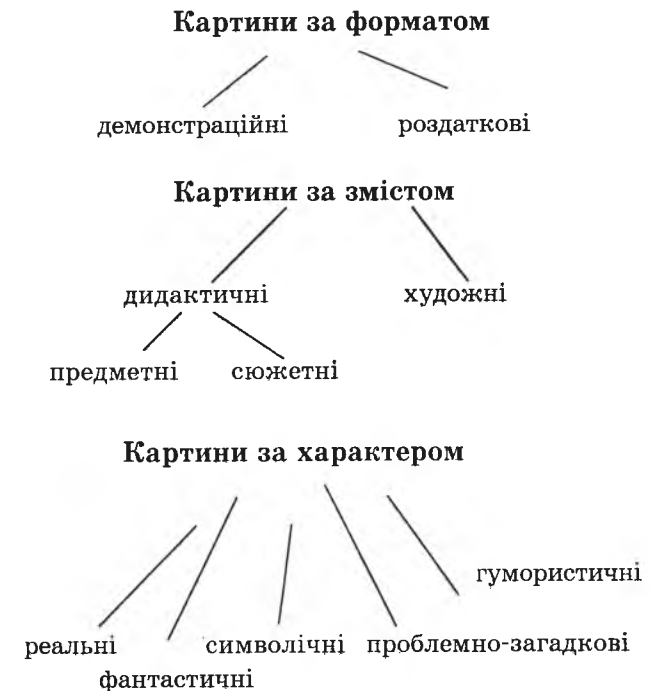 Картини за форматом
демонстраційні роздаткові
Картини за змістом
дидактичні художні
предметні сюжетні
Картини за характером
гумористичні
реальні символічні проблемно-загадкові
фантастичні